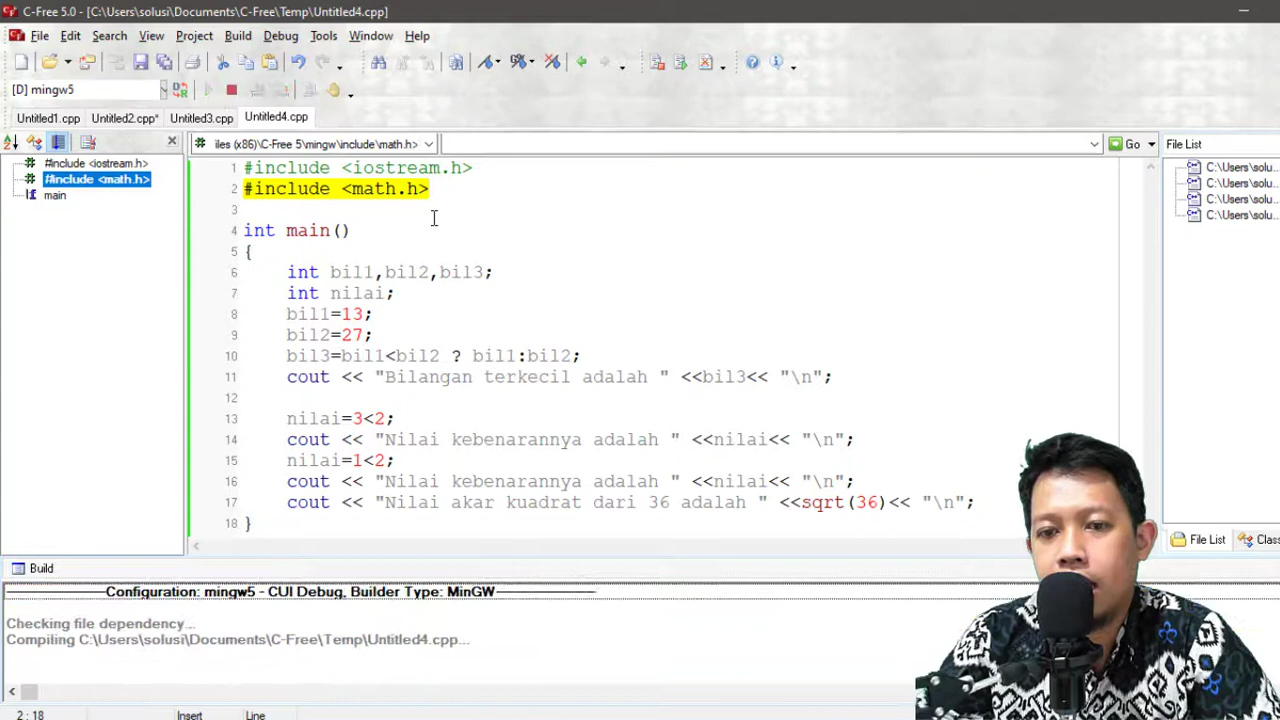 C-Free 5.0 - [C:\Users\solusi\Documents\C-Free\Temp\Untitled4.cpp]
File Edit Search View Project Build Debug Tools Window Help
[D] mingw5
Untitled1.cpp Untitled2.cpp* Untitled3.cpp Untitled4.cpp
iles (x86)\C-Free 5\mingw\include\math.h> Go File List
#include <iostream.h>
#include <math.h>
main
1 #include <iostream.h>
2 #include <math.h>
3
4 int main()
5 {
6 int bil1,bil2,bil3;
7 int nilai;
8 bil1=13;
9 bil2=27;
10 bil3=bil1<bil2 ? bil1:bil2;
11 cout << "Bilangan terkecil adalah " <<bil3<< "\n";
12
13 nilai=3<2;
14 cout << "Nilai kebenarannya adalah " <<nilai<< "\n";
15 nilai=1<2;
16 cout << "Nilai kebenarannya adalah " <<nilai<< "\n";
17 cout << "Nilai akar kuadrat dari 36 adalah " <<sqrt(36)<< "\n";
18 }
C:\Users\solu...
C:\Users\solu...
C:\Users\solu...
C:\Users\solu...
File List Class
Build
Configuration: mingw5 - CUI Debug, Builder Type: MinGW
Checking file dependency...
Compiling C:\Users\solusi\Documents\C-Free\Temp\Untitled4.cpp...
2 : 18 Insert Line